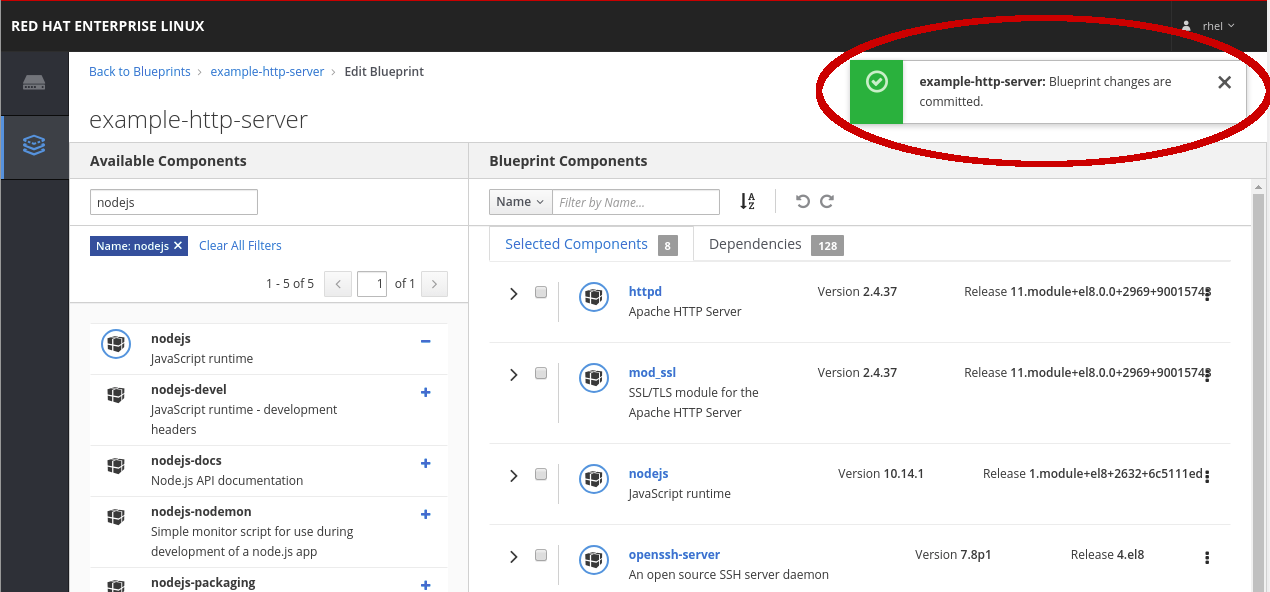 RED HAT ENTERPRISE LINUX
rhel
Back to Blueprints › example-http-server › Edit Blueprint
example-http-server: Blueprint changes are
committed.
example-http-server
Available Components
nodejs
Name: nodejs ×
Clear All Filters
1 - 5 of 5
< 1 of 1 >
nodejs
JavaScript runtime
nodejs-devel
JavaScript runtime - development
headers
nodejs-docs
Node.js API documentation
nodejs-nodemon
Simple monitor script for use during
development of a node.js app
nodejs-packaging
Blueprint Components
Name
Filter by Name...
Selected Components 8
Dependencies 128
httpd
Version 2.4.37
Release 11.module+el8.0.0+2969+90015743
Apache HTTP Server
mod_ssl
Version 2.4.37
Release 11.module+el8.0.0+2969+90015743
SSL/TLS module for the
Apache HTTP Server
nodejs
Version 10.14.1
Release 1.module+el8+2632+6c5111ed
JavaScript runtime
openssh-server
Version 7.8p1
Release 4.el8
An open source SSH server daemon